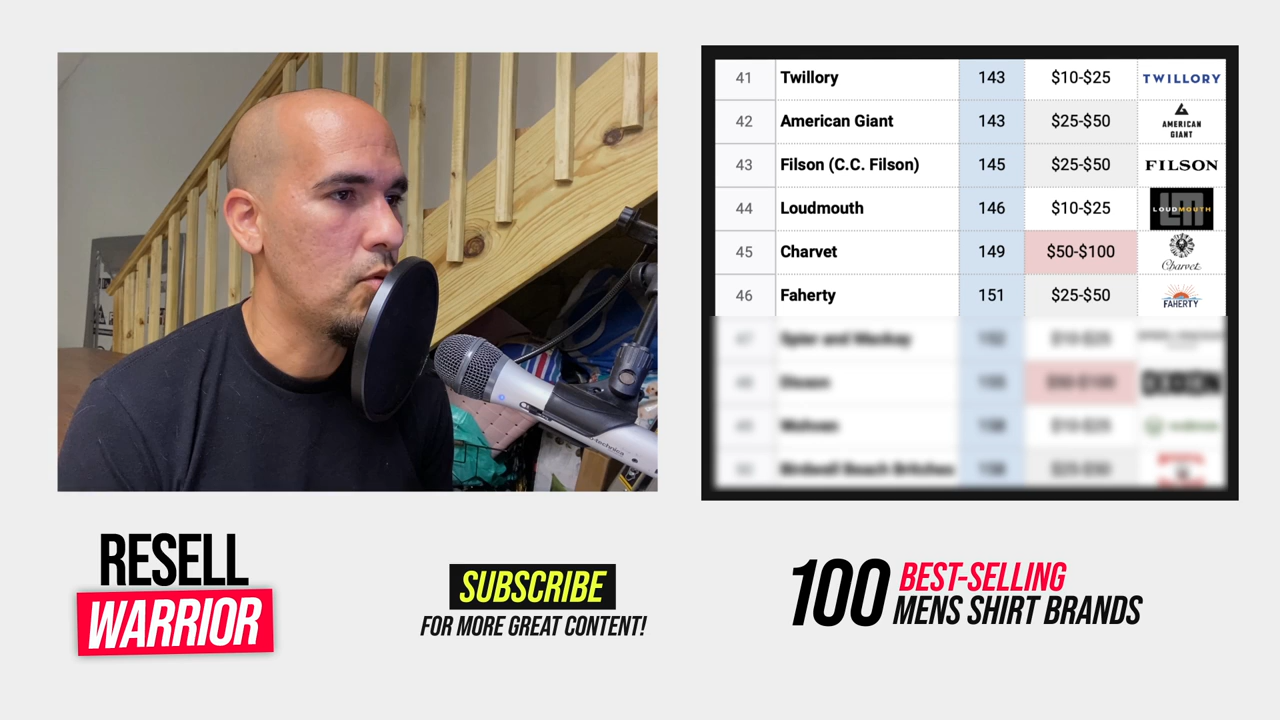 41 Twillory 143 $10-$25 TWILLORY
42 American Giant 143 $25-$50 AMERICAN GIANT
43 Filson (C.C. Filson) 145 $25-$50 FILSON
44 Loudmouth 146 $10-$25 LOUDMOUTH
45 Charvet 149 $50-$100 Charvet
46 Faherty 151 $25-$50 FAHERTY
RESELL
WARRIOR
SUBSCRIBE
FOR MORE GREAT CONTENT!
100 BEST-SELLING
MENS SHIRT BRANDS